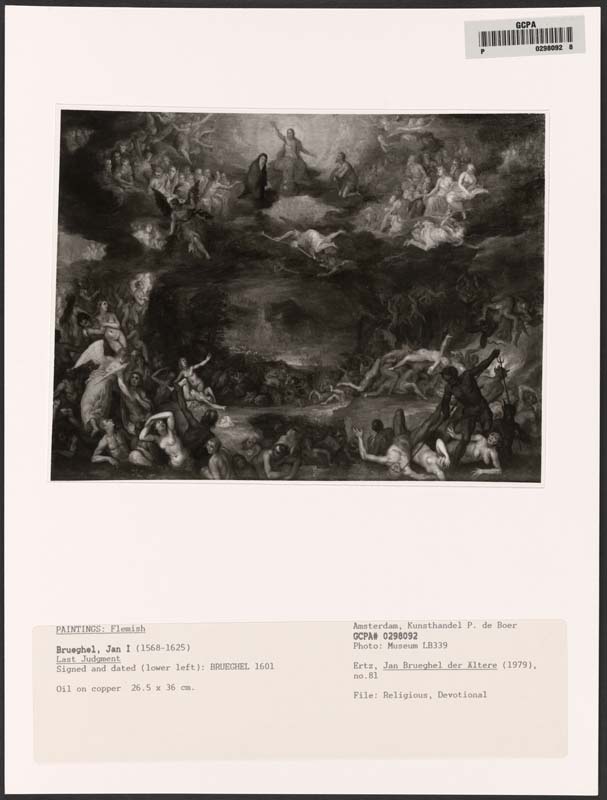 GCPA
P 0298092 8
PAINTINGS: Flemish
Brueghel, Jan I (1568-1625)
Last Judgment
Signed and dated (lower left): BRUEGHEL 1601
Oil on copper 26.5 x 36 cm.
Amsterdam, Kunsthandel P. de Boer
GCPA# 0298092
Photo: Museum LB339
Ertz, Jan Brueghel der Altere (1979),
no.81
File: Religious, Devotional